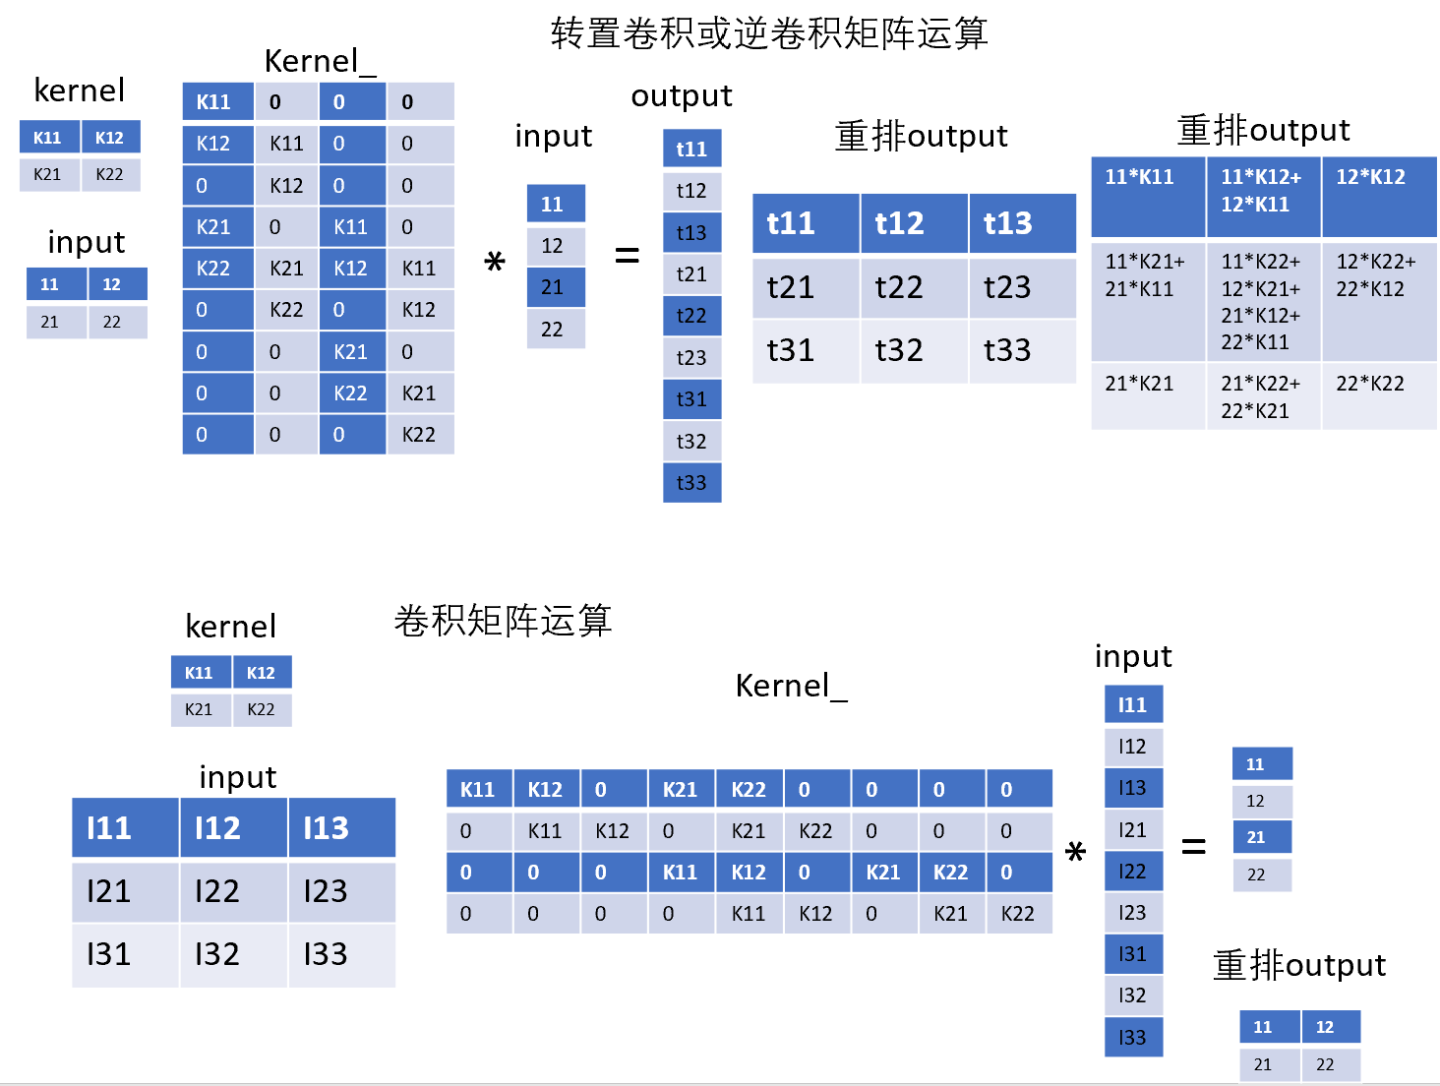 转置卷积或逆卷积矩阵运算
kernel
K11 K12
K21 K22
input
11 12
21 22
Kernel_
K11 0 0 0
K12 K11 0 0
0 K12 0 0
K21 0 K11 0
K22 K21 K12 K11
0 K22 0 K12
0 0 K21 0
0 0 K22 K21
0 0 0 K22
*
input
11
12
21
22
=
output
t11
t12
t13
t21
t22
t23
t31
t32
t33
重排output
t11 t12 t13
t21 t22 t23
t31 t32 t33
重排output
11*K11 11*K12+ 12*K12
12*K11
11*K21+ 11*K22+ 12*K22+
21*K11 12*K21+ 22*K12
21*K12+
22*K11
21*K21 21*K22+ 22*K22
22*K21
卷积矩阵运算
kernel
K11 K12
K21 K22
input
I11 I12 I13
I21 I22 I23
I31 I32 I33
Kernel_
K11 K12 0 K21 K22 0 0 0 0
0 K11 K12 0 K21 K22 0 0 0
0 0 0 K11 K12 0 K21 K22 0
0 0 0 0 K11 K12 0 K21 K22
*
input
I11
I12
I13
I21
I22
I23
I31
I32
I33
=
11
12
21
22
重排output
11 12
21 22